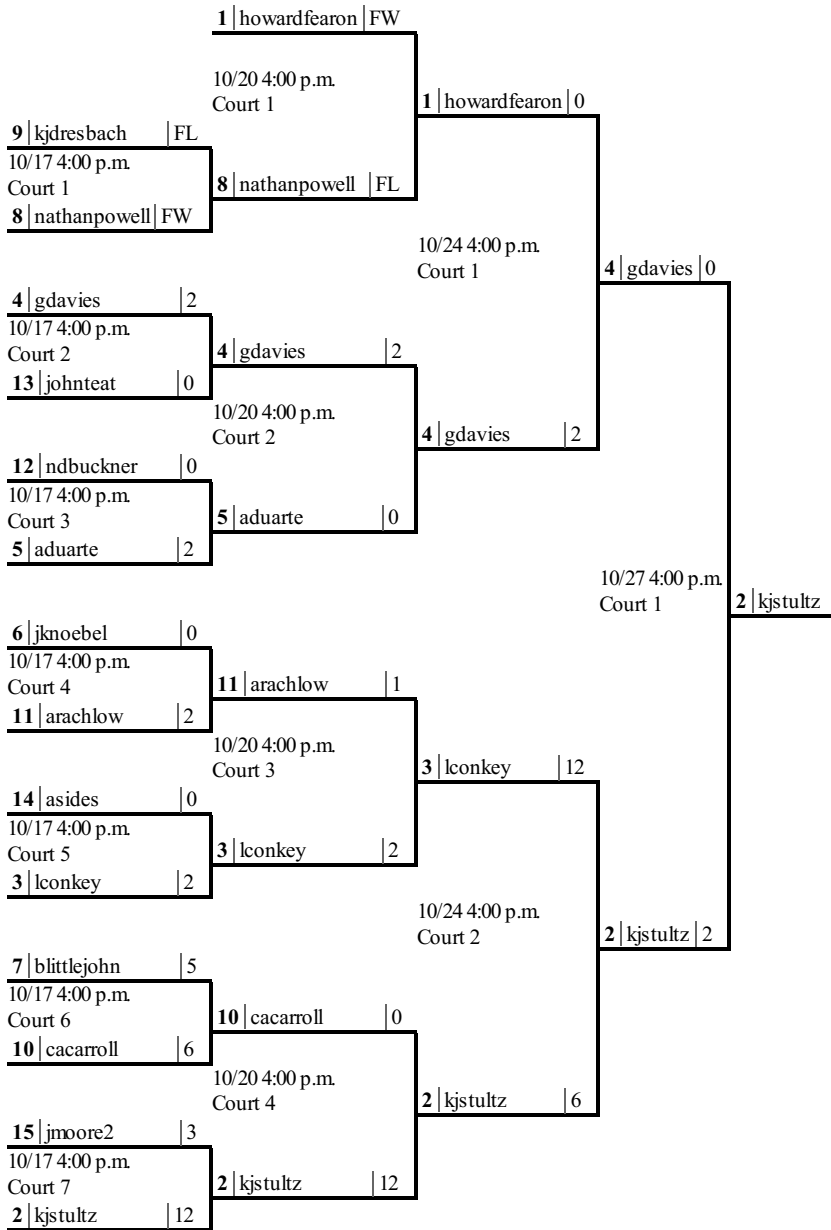 1 howardfearon FW
10/20 4:00 p.m.
Court 1
1 howardfearon 0
9 kjdresbach FL
10/17 4:00 p.m.
Court 1
8 nathanpowell FL
8 nathanpowell FW
10/24 4:00 p.m.
Court 1
4 gdavies 0
4 gdavies 2
10/17 4:00 p.m.
Court 2
4 gdavies 2
13 johnteat 0
10/20 4:00 p.m.
Court 2
4 gdavies 2
12 ndbuckner 0
10/17 4:00 p.m.
Court 3
5 aduarte 0
5 aduarte 2
10/27 4:00 p.m.
Court 1
2 kjstultz
6 jknoebel 0
10/17 4:00 p.m.
Court 4
11 arachlow 1
11 arachlow 2
10/20 4:00 p.m.
Court 3
3 lconkey 12
14 asides 0
10/17 4:00 p.m.
Court 5
3 lconkey 2
3 lconkey 2
10/24 4:00 p.m.
Court 2
2 kjstultz 2
7 blittlejohn 5
10/17 4:00 p.m.
Court 6
10 cacarroll 0
10 cacarroll 6
10/20 4:00 p.m.
Court 4
2 kjstultz 6
15 jmoore2 3
10/17 4:00 p.m.
Court 7
2 kjstultz 12
2 kjstultz 12